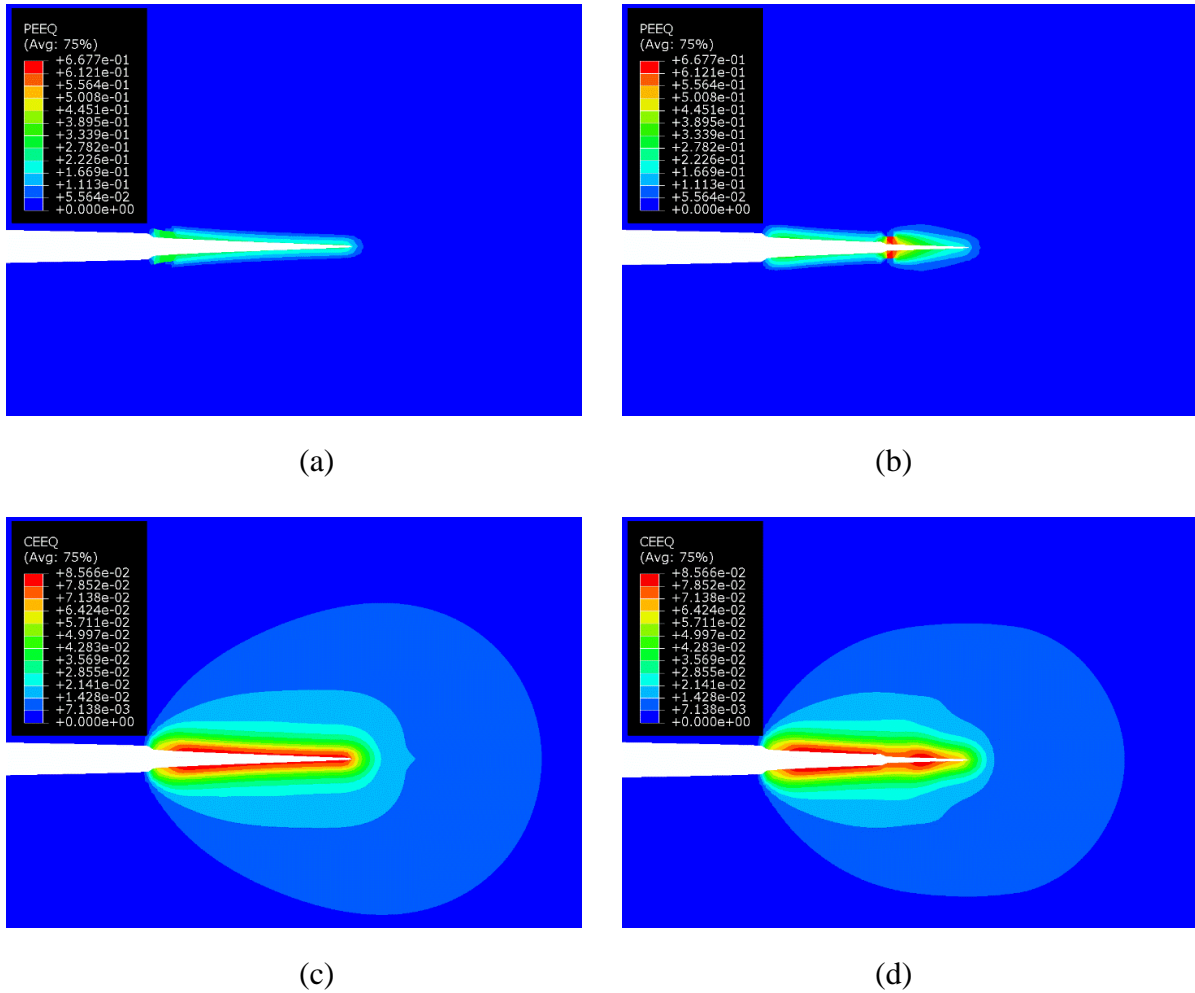 PEEQ
(Avg: 75%)
+6.677e-01
+6.121e-01
+5.564e-01
+5.008e-01
+4.451e-01
+3.895e-01
+3.339e-01
+2.782e-01
+2.226e-01
+1.669e-01
+1.113e-01
+5.564e-02
+0.000e+00
(a)
PEEQ
(Avg: 75%)
+6.677e-01
+6.121e-01
+5.564e-01
+5.008e-01
+4.451e-01
+3.895e-01
+3.339e-01
+2.782e-01
+2.226e-01
+1.669e-01
+1.113e-01
+5.564e-02
+0.000e+00
(b)
CEEQ
(Avg: 75%)
+8.566e-02
+7.852e-02
+7.138e-02
+6.424e-02
+5.711e-02
+4.997e-02
+4.283e-02
+3.569e-02
+2.855e-02
+2.141e-02
+1.428e-02
+7.138e-03
+0.000e+00
(c)
CEEQ
(Avg: 75%)
+8.566e-02
+7.852e-02
+7.138e-02
+6.424e-02
+5.711e-02
+4.997e-02
+4.283e-02
+3.569e-02
+2.855e-02
+2.141e-02
+1.428e-02
+7.138e-03
+0.000e+00
(d)